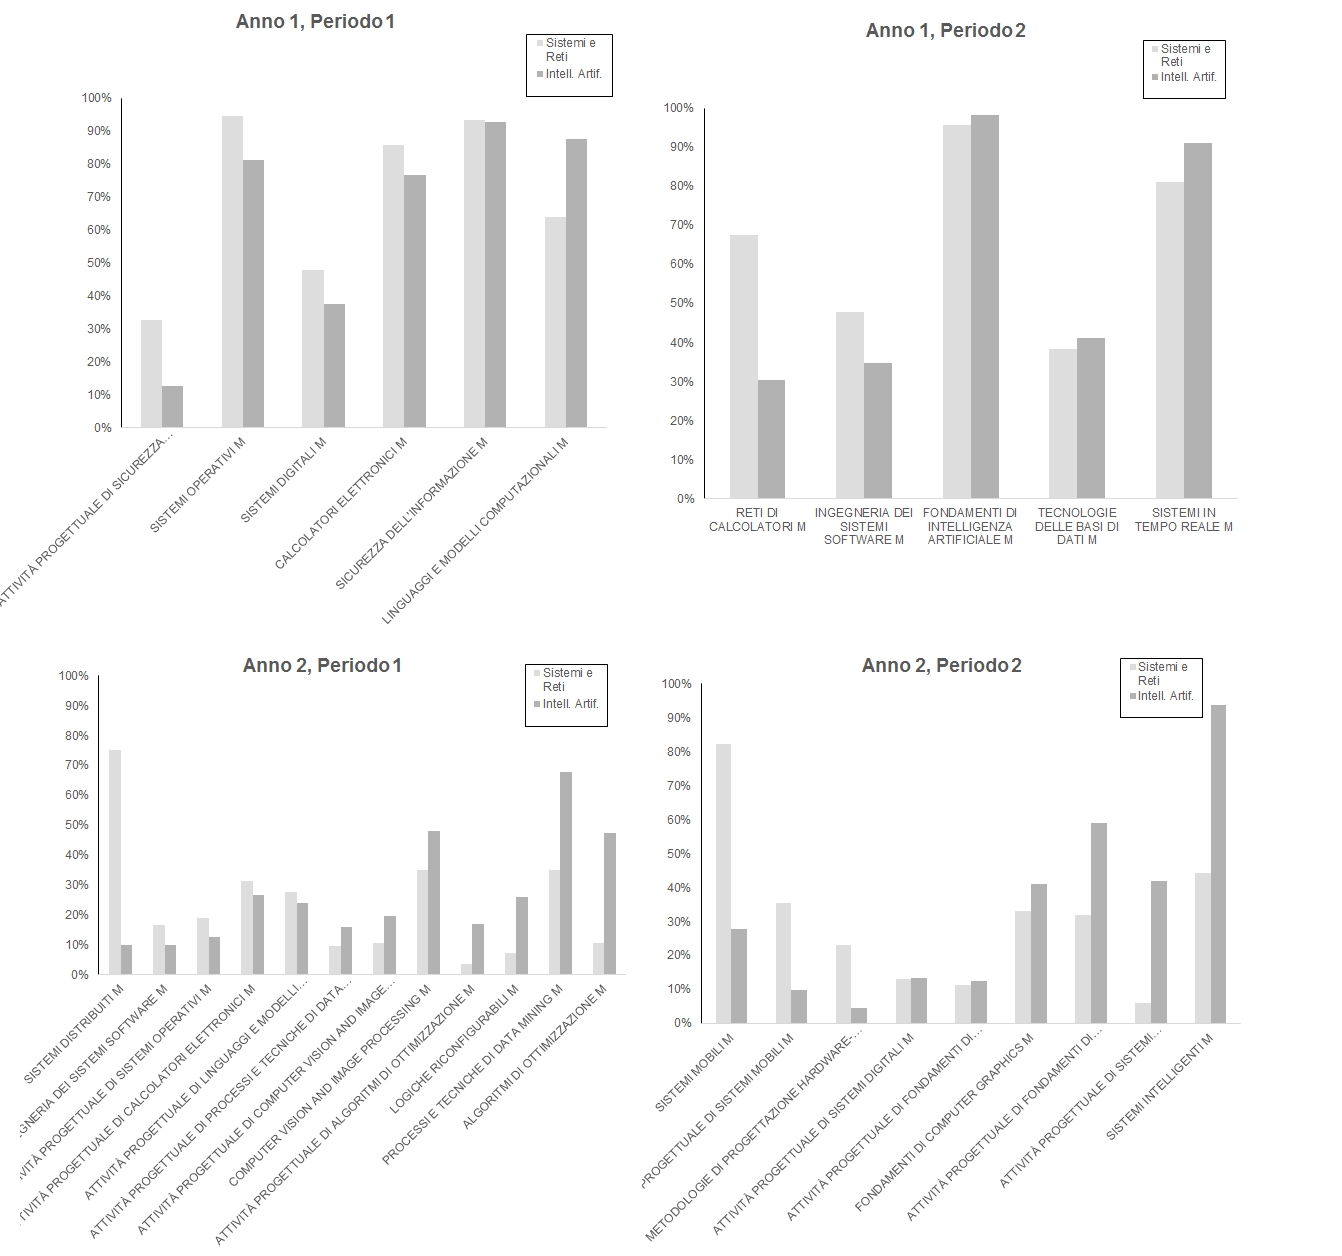 Anno 1, Periodo 1
Sistemi e
Reti
Intell. Artif.
100%
90%
80%
70%
60%
50%
40%
30%
20%
10%
0%
ATTIVITÀ PROGETTUALE DI SICUREZZA...
SISTEMI OPERATIVI M
SISTEMI DIGITALI M
CALCOLATORI ELETTRONICI M
SICUREZZA DELL'INFORMAZIONE M
LINGUAGGI E MODELLI COMPUTAZIONALI M
Anno 1, Periodo 2
Sistemi e
Reti
Intell. Artif.
100%
90%
80%
70%
60%
50%
40%
30%
20%
10%
0%
RETI DI
CALCOLATORI M
INGEGNERIA DEI
SISTEMI
SOFTWARE M
FONDAMENTI DI
INTELLIGENZA
ARTIFICIALE M
TECNOLOGIE
DELLE BASI DI
DATI M
SISTEMI IN
TEMPO REALE M
Anno 2, Periodo 1
Sistemi e
Reti
Intell. Artif.
100%
90%
80%
70%
60%
50%
40%
30%
20%
10%
0%
SISTEMI DISTRIBUTI M
EGNERIA DEI SISTEMI SOFTWARE M
VITÀ PROGETTUALE DI SISTEMI OPERATIVI M
TIVITÀ PROGETTUALE DI CALCOLATORI ELETTRONICI M
ATTIVITÀ PROGETTUALE DI LINGUAGGI E MODELLI...
ATTIVITÀ PROGETTUALE DI PROCESSI E TECNICHE DI DATA...
ATTIVITÀ PROGETTUALE DI COMPUTER VISION AND IMAGE...
COMPUTER VISION AND IMAGE PROCESSING M
ATTIVITÀ PROGETTUALE DI ALGORITMI DI OTTIMIZZAZIONE M
LOGICHE RICONFIGURABILI M
PROCESSI E TECNICHE DI DATA MINING M
ALGORITMI DI OTTIMIZZAZIONE M
Anno 2, Periodo 2
Sistemi e
Reti
Intell. Artif.
100%
90%
80%
70%
60%
50%
40%
30%
20%
10%
0%
SISTEMI MOBILI M
PROGETTUALE DI SISTEMI MOBILI M
METODOLOGIE DI PROGETTAZIONE HARDWARE-...
ATTIVITÀ PROGETTUALE DI SISTEMI DIGITALI M
ATTIVITÀ PROGETTUALE DI FONDAMENTI DI...
FONDAMENTI DI COMPUTER GRAPHICS M
ATTIVITÀ PROGETTUALE DI FONDAMENTI DI...
ATTIVITÀ PROGETTUALE DI SISTEMI...
SISTEMI INTELLIGENTI M